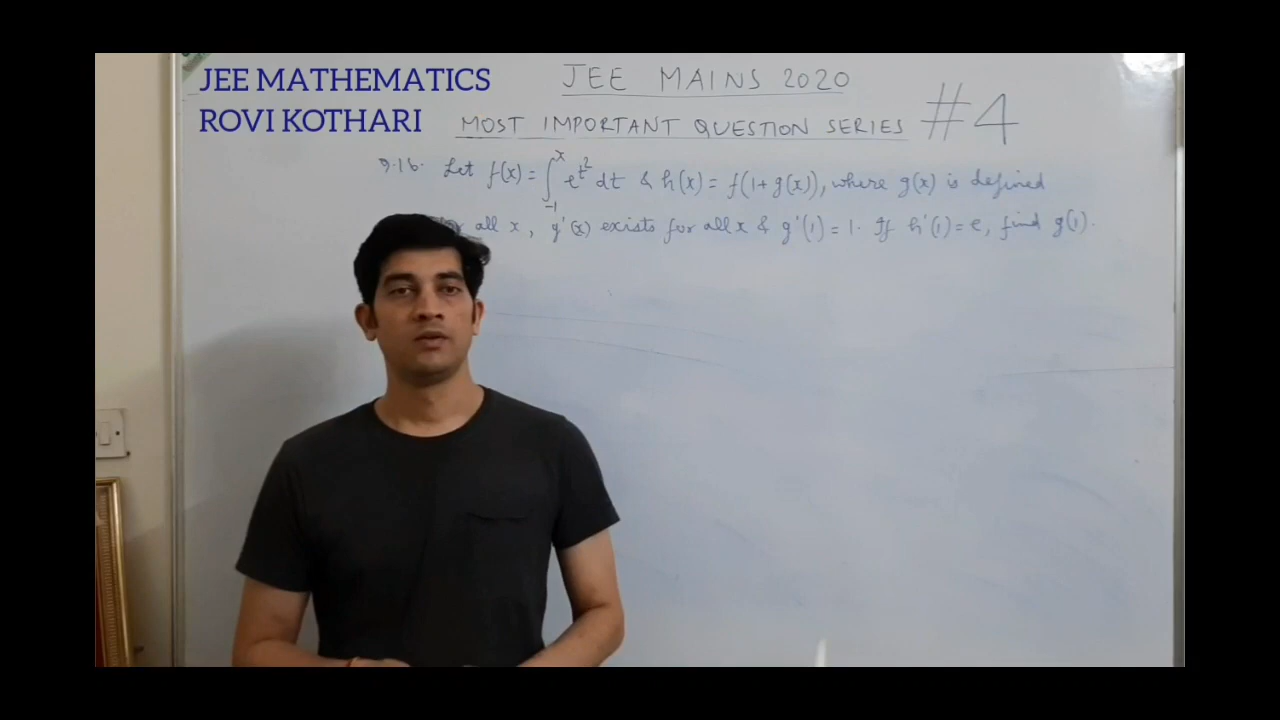 JEE MATHEMATICS
ROVI KOTHARI
JEE MAINS 2020
MOST IMPORTANT QUESTION SERIES #4
Let f(x) = ∫₋₁ˣ e^t² dt & h(x) = f(1+g(x)), where g(x) is defined
all x, g'(x) exists for all x & g'(1) = 1. If h'(1) = e, find g(1).